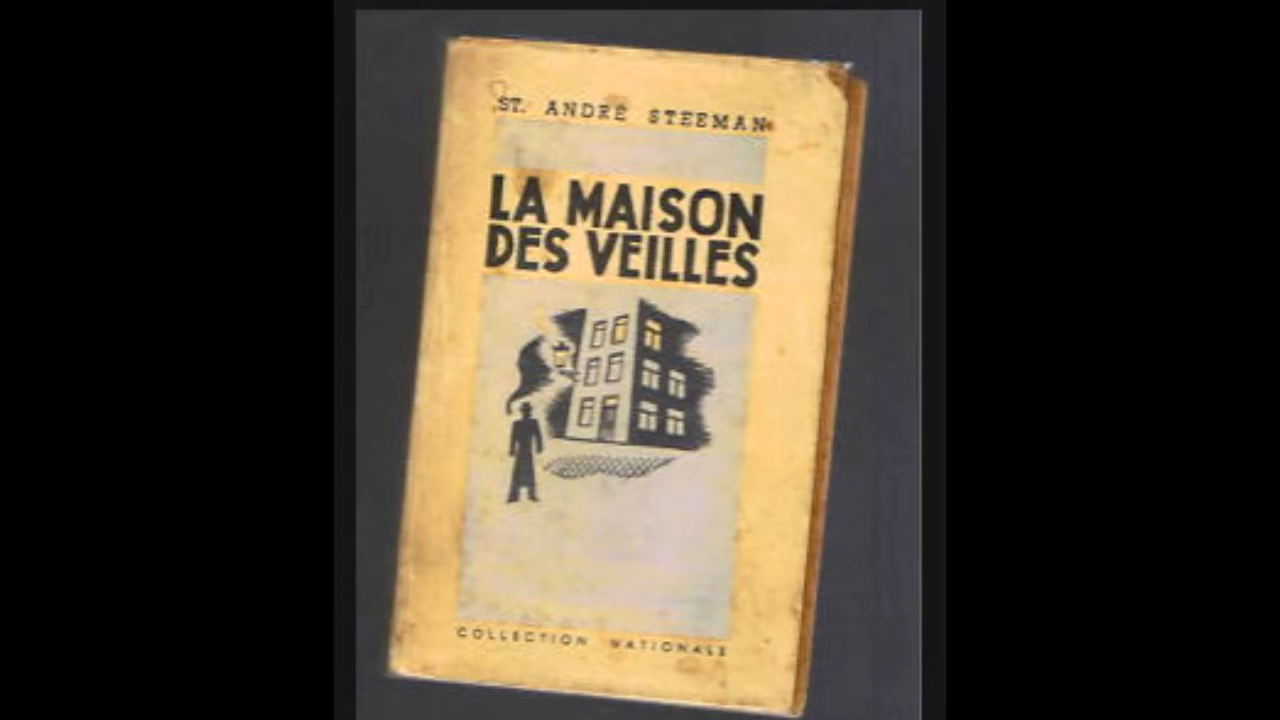 ST. ANDRÉ STEEMAN
LA MAISON
DES VEILLES
COLLECTION NATIONALE